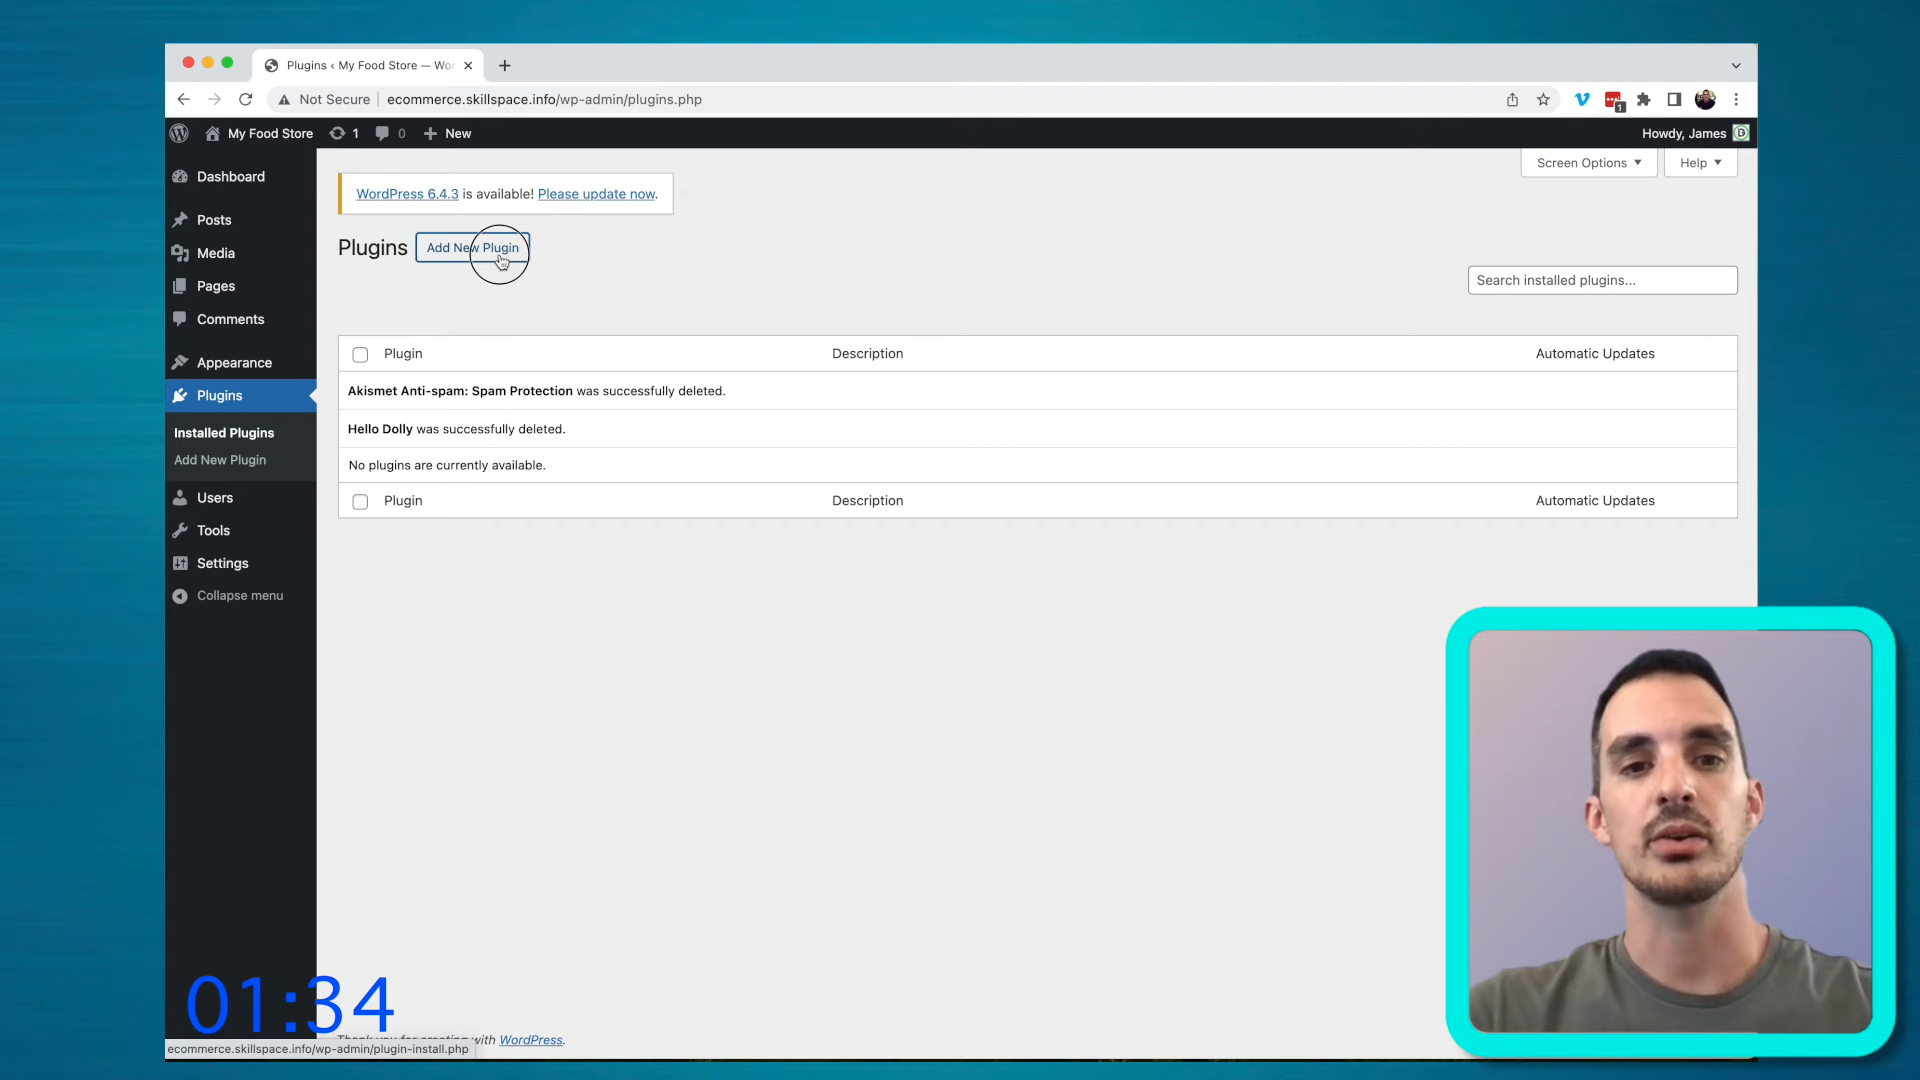 Plugins ‹ My Food Store — Wor
Not Secure | ecommerce.skillspace.info/wp-admin/plugins.php
1
My Food Store 1 0 New
Howdy, James
Screen Options ▼ Help ▼
WordPress 6.4.3 is available! Please update now.
Plugins Add New Plugin
Search installed plugins...
Dashboard
Posts
Media
Pages
Comments
Appearance
Plugins
Installed Plugins
Add New Plugin
Users
Tools
Settings
Collapse menu
Plugin Description Automatic Updates
Akismet Anti-spam: Spam Protection was successfully deleted.
Hello Dolly was successfully deleted.
No plugins are currently available.
Plugin Description Automatic Updates
01:34
Thank you for creating with WordPress.
ecommerce.skillspace.info/wp-admin/plugin-install.php